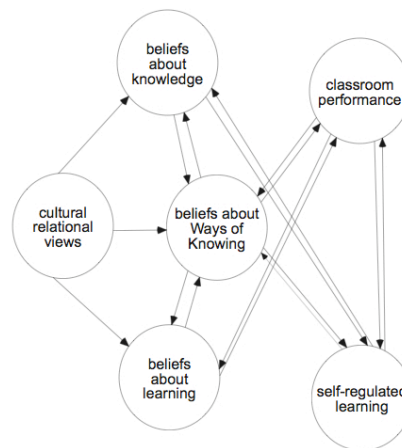 beliefs
about
knowledge
classroom
performance
cultural
relational
views
beliefs about
Ways of
Knowing
beliefs
about
learning
self-regulated
learning